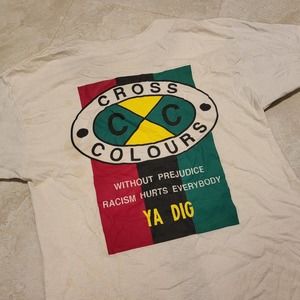 CROSS
C C
COLOURS
WITHOUT PREJUDICE
RACISM HURTS EVERYBODY
YA DIG